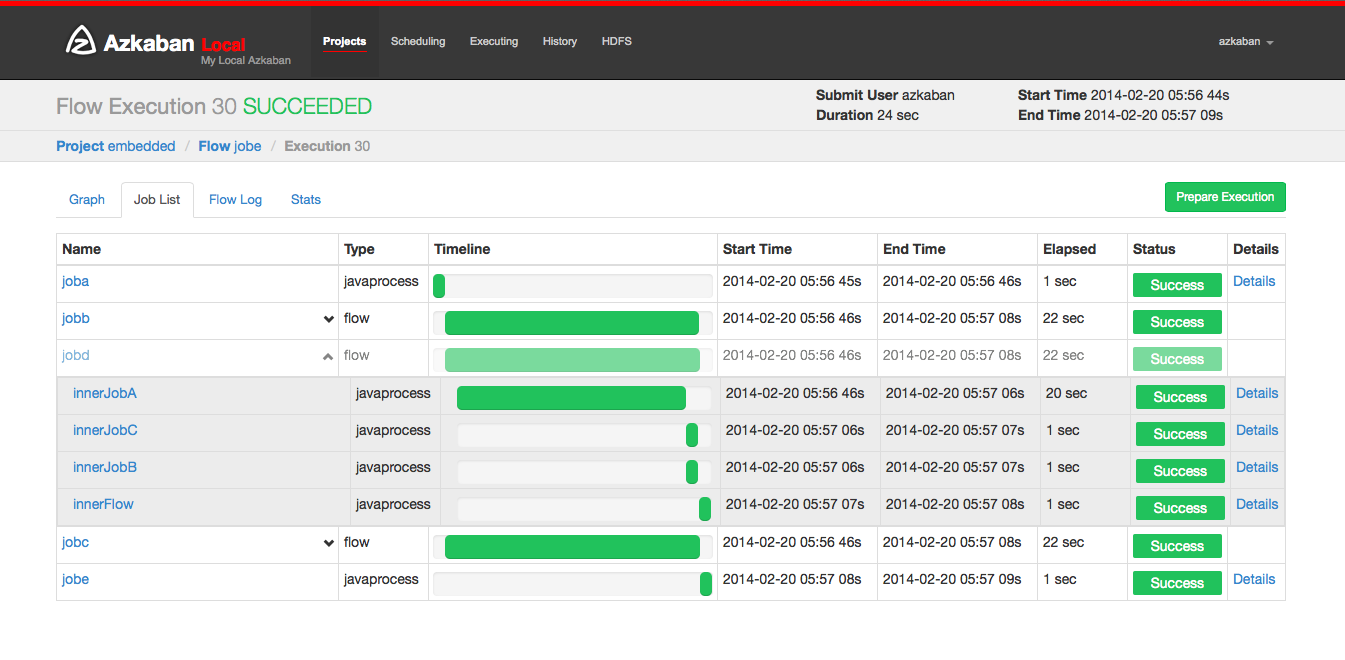 Azkaban Local
My Local Azkaban
Projects Scheduling Executing History HDFS azkaban
Flow Execution 30 SUCCEEDED
Submit User azkaban
Duration 24 sec
Start Time 2014-02-20 05:56 44s
End Time 2014-02-20 05:57 09s
Project embedded / Flow jobe / Execution 30
Graph Job List Flow Log Stats Prepare Execution
Name Type Timeline Start Time End Time Elapsed Status Details
joba javaprocess 2014-02-20 05:56 45s 2014-02-20 05:56 46s 1 sec Success Details
jobb flow 2014-02-20 05:56 46s 2014-02-20 05:57 08s 22 sec Success
jobd flow 2014-02-20 05:56 46s 2014-02-20 05:57 08s 22 sec Success
innerJobA javaprocess 2014-02-20 05:56 46s 2014-02-20 05:57 06s 20 sec Success Details
innerJobC javaprocess 2014-02-20 05:57 06s 2014-02-20 05:57 07s 1 sec Success Details
innerJobB javaprocess 2014-02-20 05:57 06s 2014-02-20 05:57 07s 1 sec Success Details
innerFlow javaprocess 2014-02-20 05:57 07s 2014-02-20 05:57 08s 1 sec Success Details
jobc flow 2014-02-20 05:56 46s 2014-02-20 05:57 08s 22 sec Success
jobe javaprocess 2014-02-20 05:57 08s 2014-02-20 05:57 09s 1 sec Success Details